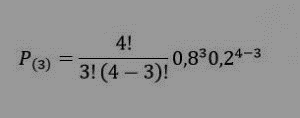 P₍₃₎ = 4! / 3! (4 − 3)! 0,8³0,2⁴⁻³